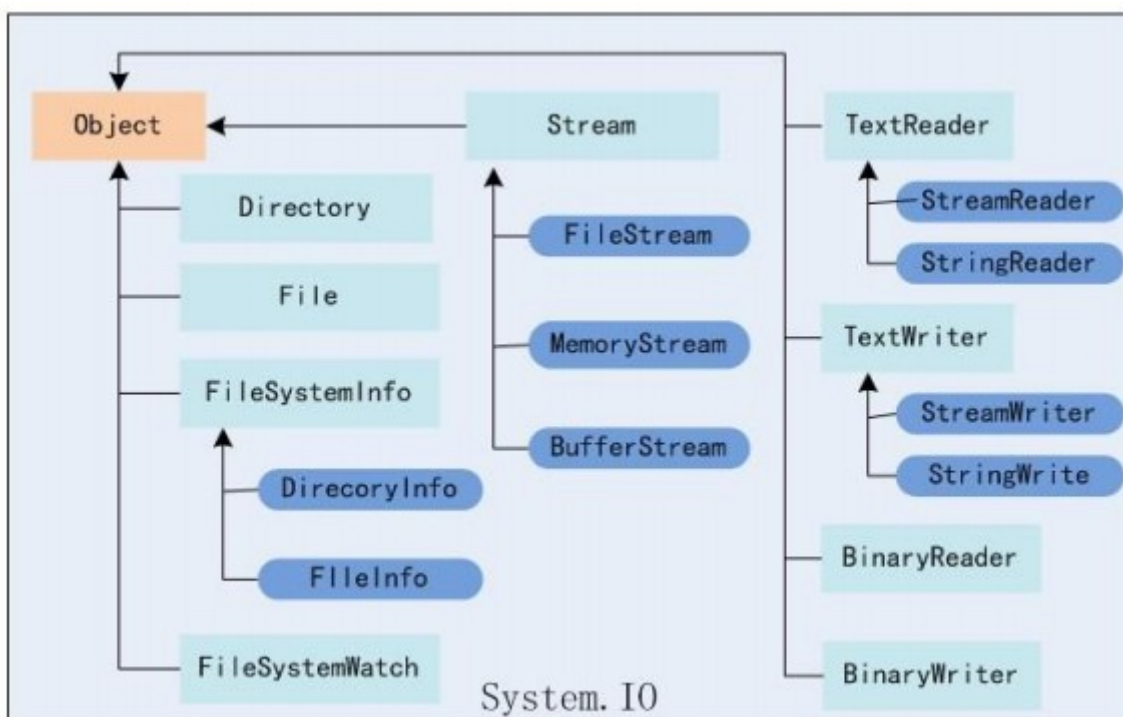 Object
Stream
TextReader
Directory
StreamReader
FileStream
StringReader
File
MemoryStream
TextWriter
FileSystemInfo
StreamWriter
BufferStream
DirecoryInfo
StringWrite
FIleInfo
BinaryReader
FileSystemWatch
BinaryWriter
System.IO